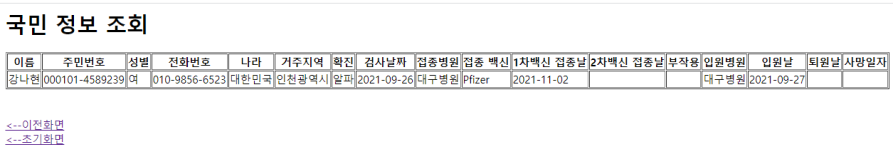 국민 정보 조회
이름 주민번호 성별 전화번호 나라 거주지역 확진 검사날짜 접종병원 접종 백신 1차백신 접종날 2차백신 접종날 부작용 입원병원 입원날 퇴원날 사망날짜
강나현 000101-4589239 여 010-9856-6523 대한민국 인천광역시 알파 2021-09-26 대구병원 Pfizer 2021-11-02 대구병원 2021-09-27
<--이전화면
<--초기화면